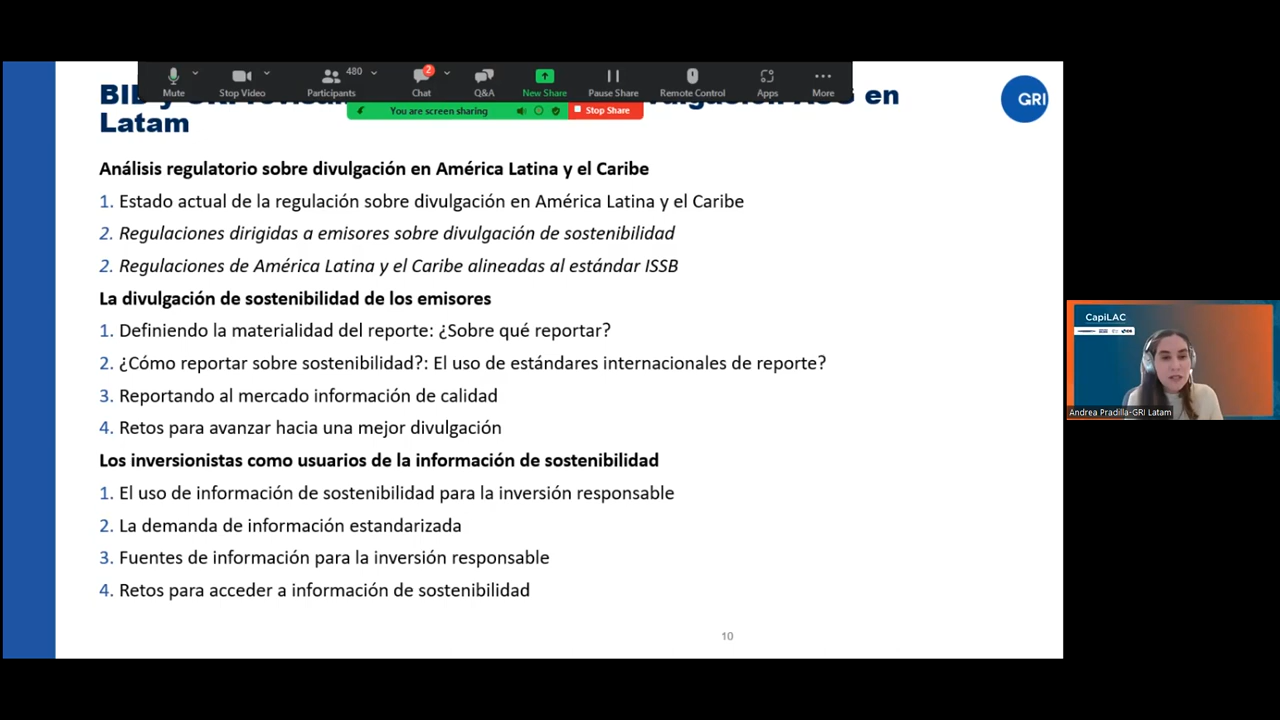 480
2
Mute
Stop Video
Participants
Chat
Q&A
New Share
Pause Share
Remote Control
Apps
More
You are screen sharing
Stop Share
en
Latam
GRI
Análisis regulatorio sobre divulgación en América Latina y el Caribe
1. Estado actual de la regulación sobre divulgación en América Latina y el Caribe
2. Regulaciones dirigidas a emisores sobre divulgación de sostenibilidad
2. Regulaciones de América Latina y el Caribe alineadas al estándar ISSB
La divulgación de sostenibilidad de los emisores
1. Definiendo la materialidad del reporte: ¿Sobre qué reportar?
2. ¿Cómo reportar sobre sostenibilidad?: El uso de estándares internacionales de reporte?
3. Reportando al mercado información de calidad
4. Retos para avanzar hacia una mejor divulgación
Los inversionistas como usuarios de la información de sostenibilidad
1. El uso de información de sostenibilidad para la inversión responsable
2. La demanda de información estandarizada
3. Fuentes de información para la inversión responsable
4. Retos para acceder a información de sostenibilidad
10
CapiLAC
Andrea Pradilla-GRI Latam